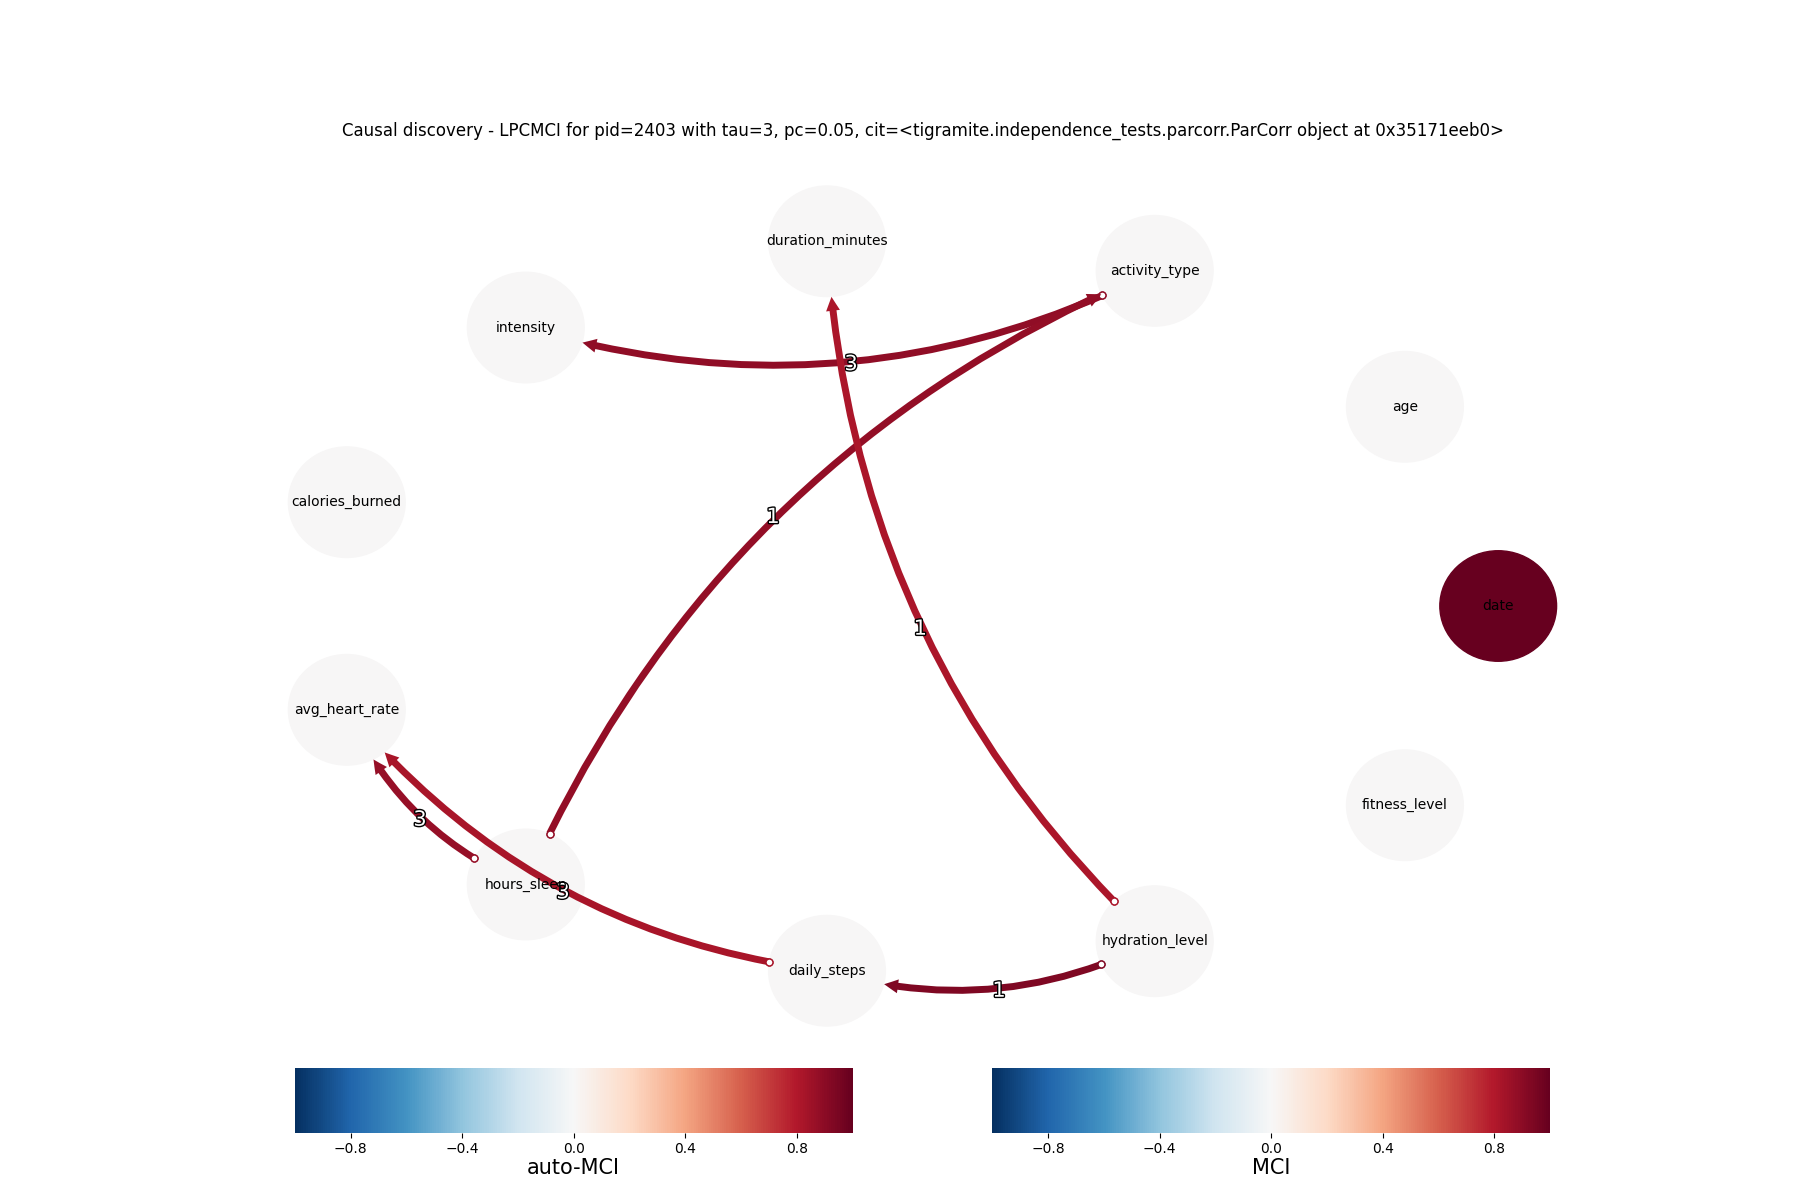 Causal discovery - LPCMCI for pid=2403 with tau=3, pc=0.05, cit=<tigramite.independence_tests.parcorr.ParCorr object at 0x35171eeb0>
duration_minutes
activity_type
intensity
3
age
calories_burned
1
date
1
avg_heart_rate
fitness_level
3
hours_sleep
3
hydration_level
daily_steps
1
−0.8 −0.4 0.0 0.4 0.8
auto-MCI
−0.8 −0.4 0.0 0.4 0.8
MCI